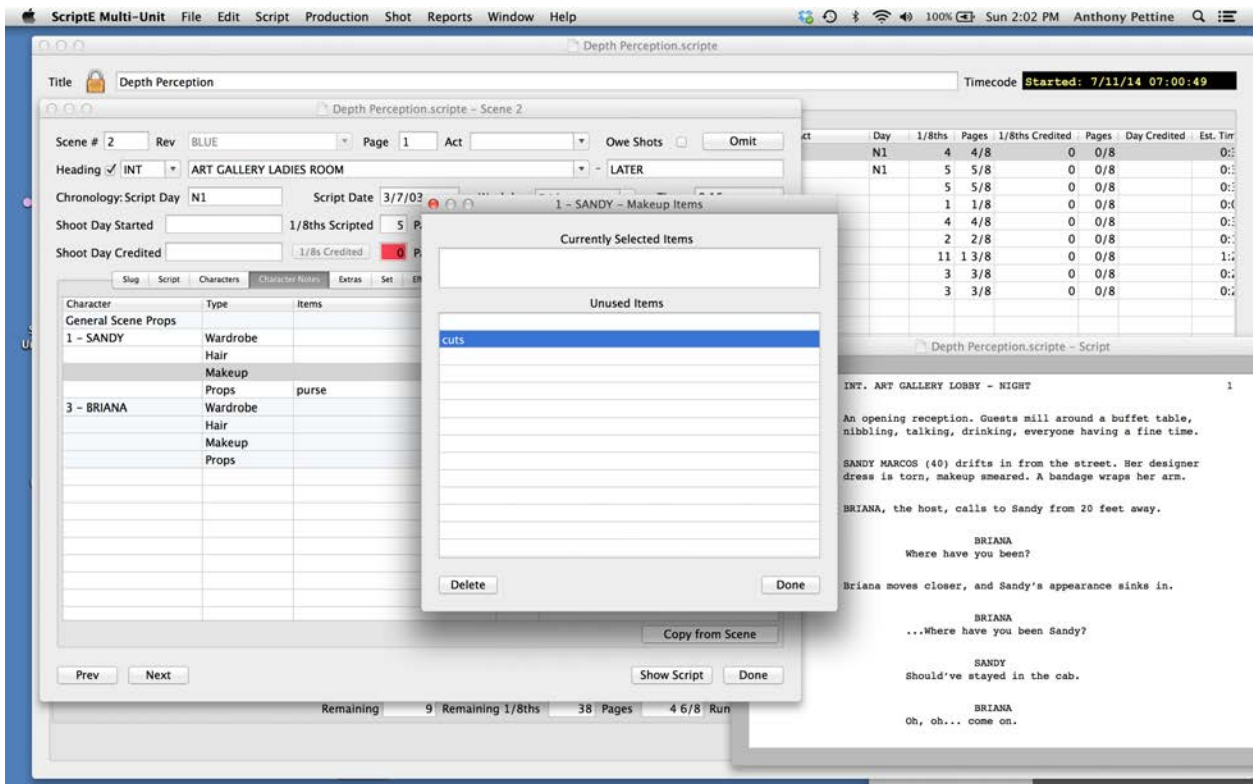 ScriptE Multi-Unit File Edit Script Production Shot Reports Window Help 100% Sun 2:02 PM Anthony Pettine
Depth Perception.scripte
Title Depth Perception Timecode Started: 7/11/14 07:00:49
Depth Perception.scripte - Scene 2
Scene # 2 Rev BLUE Page 1 Act Owe Shots Omit
Heading INT ART GALLERY LADIES ROOM - LATER
Chronology: Script Day N1 Script Date 3/7/03
Shoot Day Started 1/8ths Scripted 5
Shoot Day Credited 1/8s Credited 0
Slug Script Characters Character Notes Extras Set
Character Type Items
General Scene Props
1 - SANDY Wardrobe
Hair
Makeup
Props purse
3 - BRIANA Wardrobe
Hair
Makeup
Props
Copy from Scene
Prev Next Show Script Done
Remaining 9 Remaining 1/8ths 38 Pages 4 6/8 Run
1 - SANDY - Makeup Items
Currently Selected Items
Unused Items
cuts
Delete Done
Day 1/8ths Pages 1/8ths Credited Pages Day Credited Est. Tim
N1 4 4/8 0 0/8
N1 5 5/8 0 0/8
5 5/8 0 0/8
1 1/8 0 0/8
4 4/8 0 0/8
2 2/8 0 0/8
11 1 3/8 0 0/8
3 3/8 0 0/8
3 3/8 0 0/8
Depth Perception.scripte - Script
INT. ART GALLERY LOBBY - NIGHT 1
An opening reception. Guests mill around a buffet table,
nibbling, talking, drinking, everyone having a fine time.
SANDY MARCOS (40) drifts in from the street. Her designer
dress is torn, makeup smeared. A bandage wraps her arm.
BRIANA, the host, calls to Sandy from 20 feet away.
BRIANA
Where have you been?
Briana moves closer, and Sandy's appearance sinks in.
BRIANA
...Where have you been Sandy?
SANDY
Should've stayed in the cab.
BRIANA
Oh, oh... come on.